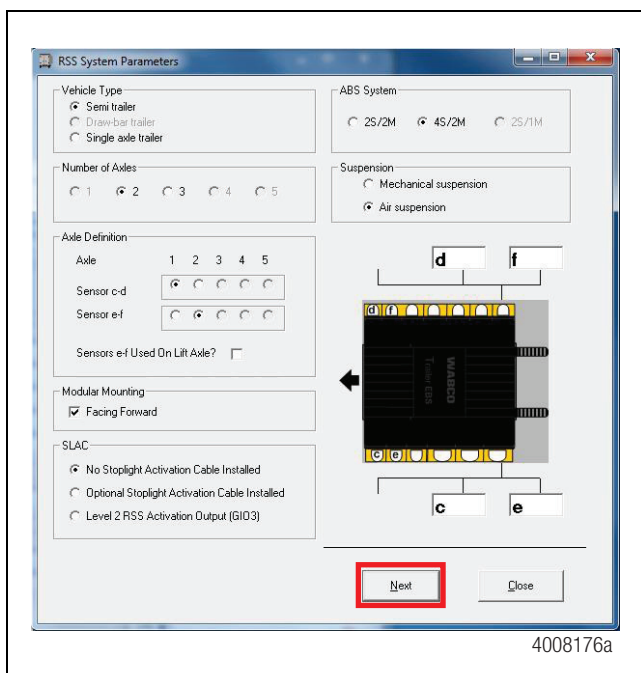 RSS System Parameters
Vehicle Type
Semi trailer
Draw-bar trailer
Single axle trailer
ABS System
2S/2M 4S/2M 2S/1M
Number of Axles
1 2 3 4 5
Suspension
Mechanical suspension
Air suspension
Axle Definition
Axle 1 2 3 4 5
Sensor c-d
Sensor e-f
Sensors e-f Used On Lift Axle?
d f
d f
WABCO
Trailer EBS
c e
c e
Modular Mounting
Facing Forward
SLAC
No Stoplight Activation Cable Installed
Optional Stoplight Activation Cable Installed
Level 2 RSS Activation Output (GIO3)
Next Close
4008176a